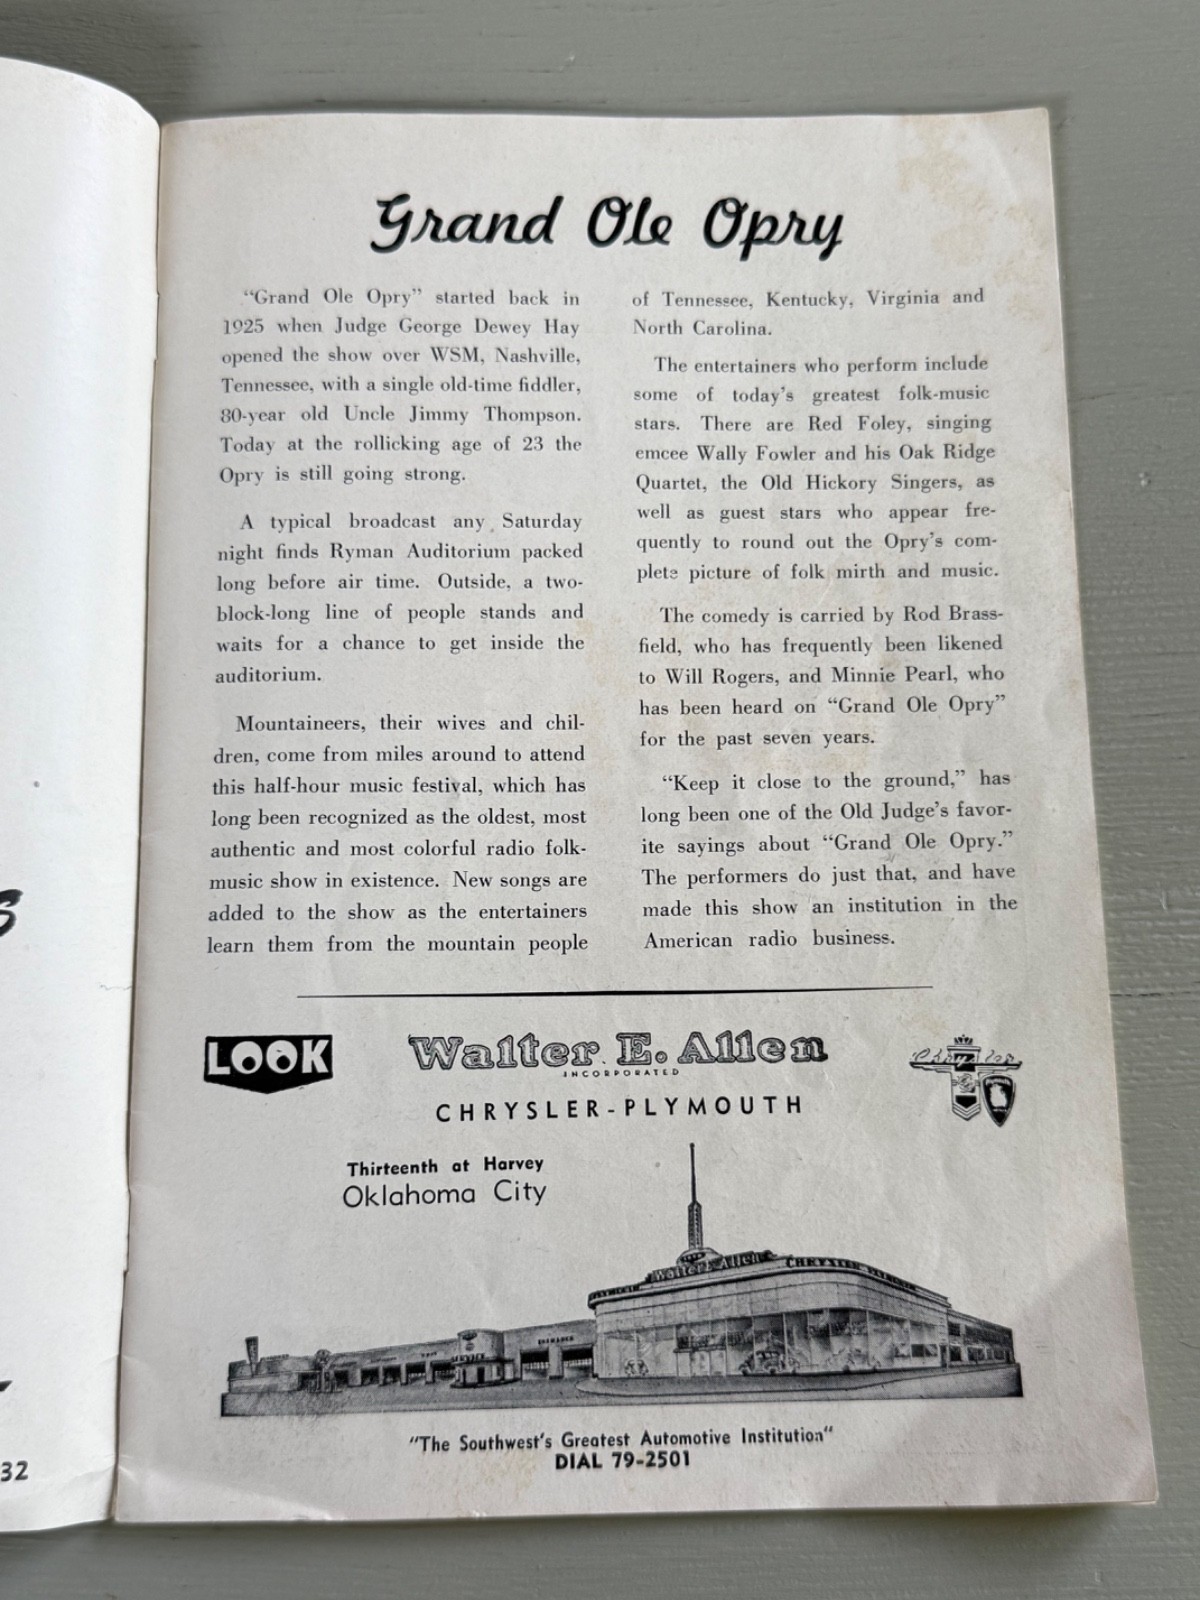 Grand Ole Opry
"Grand Ole Opry" started back in
1925 when Judge George Dewey Hay
opened the show over WSM, Nashville,
Tennessee, with a single old-time fiddler,
80-year old Uncle Jimmy Thompson.
Today at the rollicking age of 23 the
Opry is still going strong.
A typical broadcast any Saturday
night finds Ryman Auditorium packed
long before air time. Outside, a two-
block-long line of people stands and
waits for a chance to get inside the
auditorium.
Mountaineers, their wives and chil-
dren, come from miles around to attend
this half-hour music festival, which has
long been recognized as the oldest, most
authentic and most colorful radio folk-
music show in existence. New songs are
added to the show as the entertainers
learn them from the mountain people
of Tennessee, Kentucky, Virginia and
North Carolina.
The entertainers who perform include
some of today's greatest folk-music
stars. There are Red Foley, singing
emcee Wally Fowler and his Oak Ridge
Quartet, the Old Hickory Singers, as
well as guest stars who appear fre-
quently to round out the Opry's com-
plete picture of folk mirth and music.
The comedy is carried by Rod Brass-
field, who has frequently been likened
to Will Rogers, and Minnie Pearl, who
has been heard on "Grand Ole Opry"
for the past seven years.
"Keep it close to the ground," has
long been one of the Old Judge's favor-
ite sayings about "Grand Ole Opry."
The performers do just that, and have
made this show an institution in the
American radio business.
LOOK
Walter E. Allen
INCORPORATED
CHRYSLER-PLYMOUTH
Thirteenth at Harvey
Oklahoma City
Walter E. Allen CHRYSLER PLYMOUTH
PLYMOUTH
SERVICE
ENTRANCE
"The Southwest's Greatest Automotive Institution"
DIAL 79-2501
32